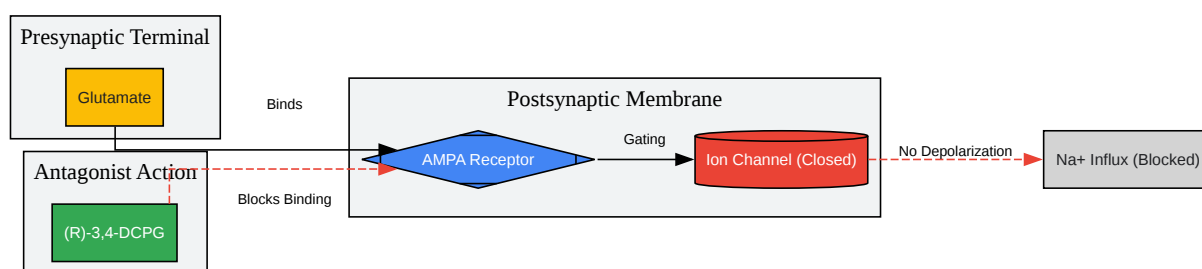 Presynaptic Terminal
Glutamate
Binds
Postsynaptic Membrane
Gating
AMPA Receptor
Ion Channel (Closed)
No Depolarization
Na+ Influx (Blocked)
Antagonist Action
Blocks Binding
(R)-3,4-DCPG